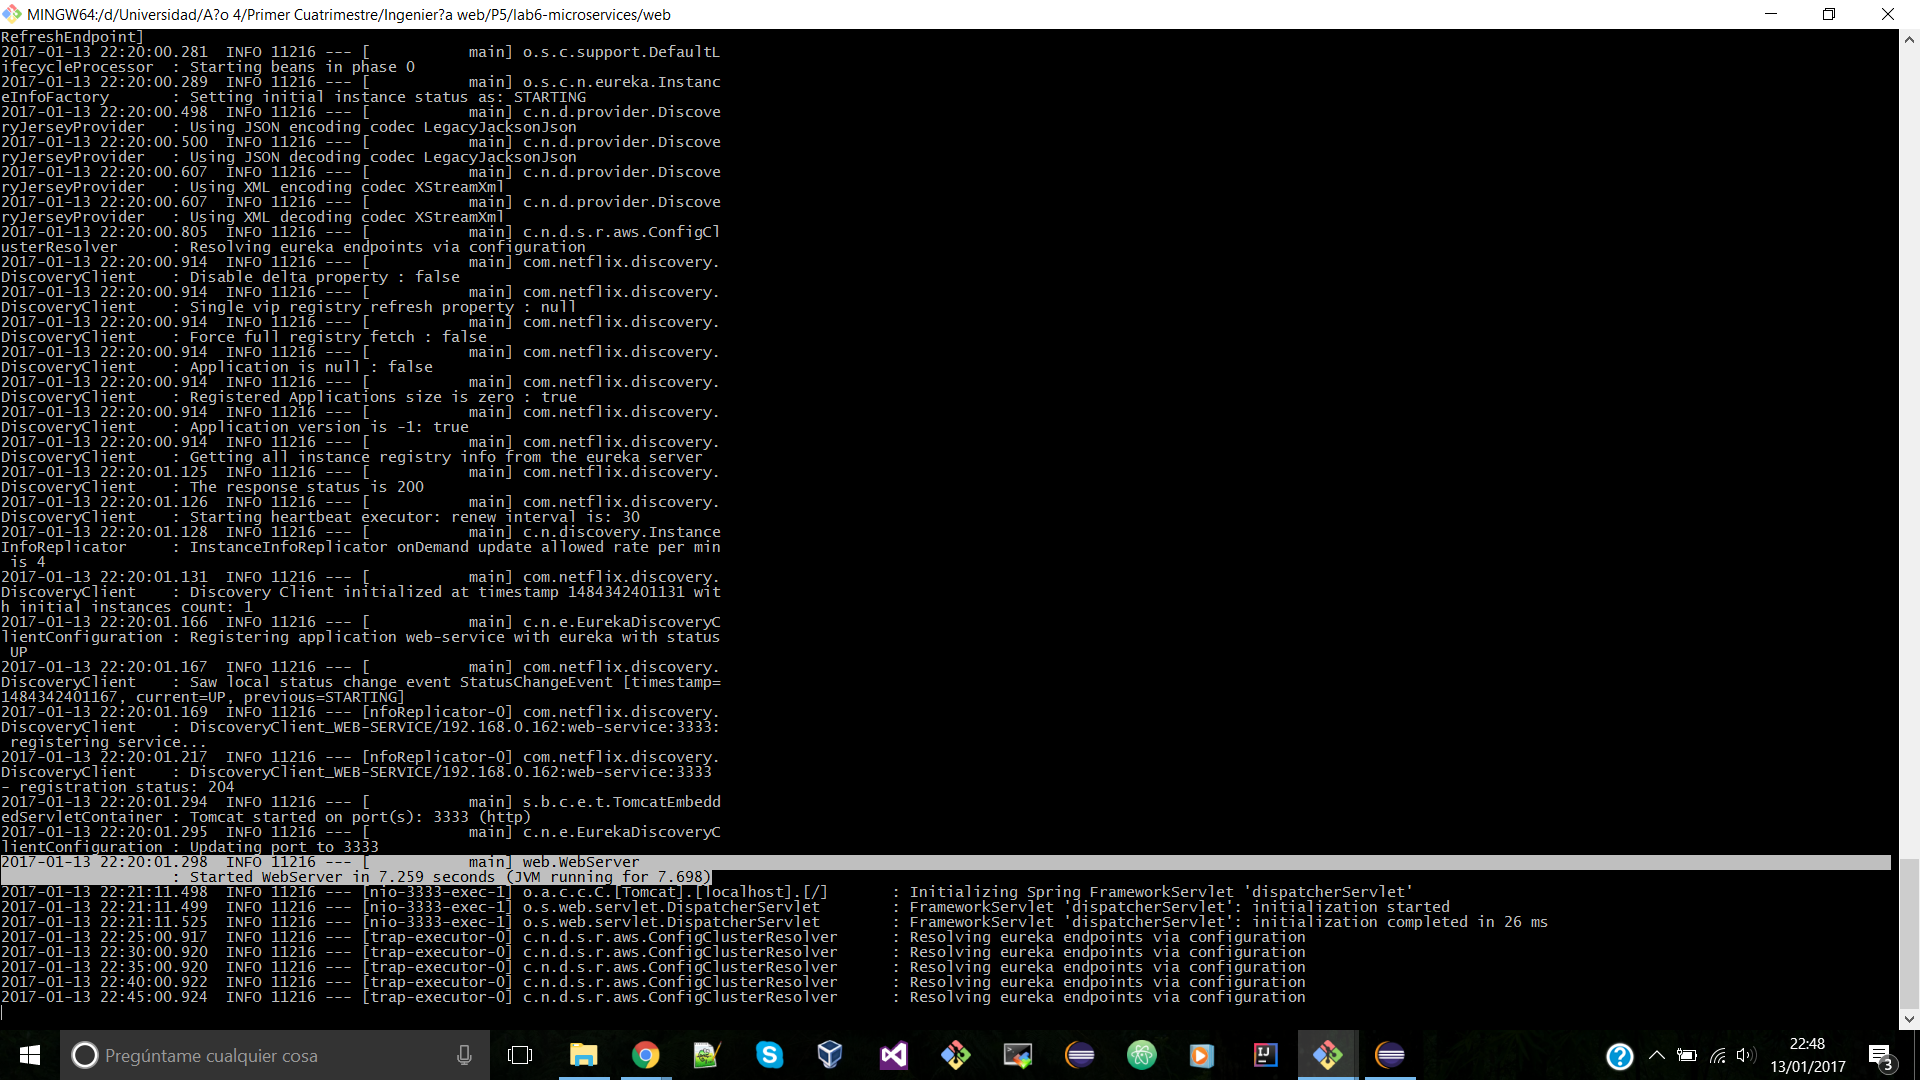 MINGW64:/d/Universidad/A?o 4/Primer Cuatrimestre/Ingenier?a web/P5/lab6-microservices/web
RefreshEndpoint]
2017-01-13 22:20:00.281  INFO 11216 --- [           main] o.s.c.support.DefaultL
ifecycleProcessor  : Starting beans in phase 0
2017-01-13 22:20:00.289  INFO 11216 --- [           main] o.s.c.n.eureka.Instanc
eInfoFactory       : Setting initial instance status as: STARTING
2017-01-13 22:20:00.498  INFO 11216 --- [           main] c.n.d.provider.Discove
ryJerseyProvider   : Using JSON encoding codec LegacyJacksonJson
2017-01-13 22:20:00.500  INFO 11216 --- [           main] c.n.d.provider.Discove
ryJerseyProvider   : Using JSON decoding codec LegacyJacksonJson
2017-01-13 22:20:00.607  INFO 11216 --- [           main] c.n.d.provider.Discove
ryJerseyProvider   : Using XML encoding codec XStreamXml
2017-01-13 22:20:00.607  INFO 11216 --- [           main] c.n.d.provider.Discove
ryJerseyProvider   : Using XML decoding codec XStreamXml
2017-01-13 22:20:00.805  INFO 11216 --- [           main] c.n.d.s.r.aws.ConfigCl
usterResolver      : Resolving eureka endpoints via configuration
2017-01-13 22:20:00.914  INFO 11216 --- [           main] com.netflix.discovery.
DiscoveryClient    : Disable delta property : false
2017-01-13 22:20:00.914  INFO 11216 --- [           main] com.netflix.discovery.
DiscoveryClient    : Single vip registry refresh property : null
2017-01-13 22:20:00.914  INFO 11216 --- [           main] com.netflix.discovery.
DiscoveryClient    : Force full registry fetch : false
2017-01-13 22:20:00.914  INFO 11216 --- [           main] com.netflix.discovery.
DiscoveryClient    : Application is null : false
2017-01-13 22:20:00.914  INFO 11216 --- [           main] com.netflix.discovery.
DiscoveryClient    : Registered Applications size is zero : true
2017-01-13 22:20:00.914  INFO 11216 --- [           main] com.netflix.discovery.
DiscoveryClient    : Application version is -1: true
2017-01-13 22:20:00.914  INFO 11216 --- [           main] com.netflix.discovery.
DiscoveryClient    : Getting all instance registry info from the eureka server
2017-01-13 22:20:01.125  INFO 11216 --- [           main] com.netflix.discovery.
DiscoveryClient    : The response status is 200
2017-01-13 22:20:01.126  INFO 11216 --- [           main] com.netflix.discovery.
DiscoveryClient    : Starting heartbeat executor: renew interval is: 30
2017-01-13 22:20:01.128  INFO 11216 --- [           main] c.n.discovery.Instance
InfoReplicator     : InstanceInfoReplicator onDemand update allowed rate per min
 is 4
2017-01-13 22:20:01.131  INFO 11216 --- [           main] com.netflix.discovery.
DiscoveryClient    : Discovery Client initialized at timestamp 1484342401131 wit
h initial instances count: 1
2017-01-13 22:20:01.166  INFO 11216 --- [           main] c.n.e.EurekaDiscoveryC
lientConfiguration : Registering application web-service with eureka with status
 UP
2017-01-13 22:20:01.167  INFO 11216 --- [           main] com.netflix.discovery.
DiscoveryClient    : Saw local status change event StatusChangeEvent [timestamp=
1484342401167, current=UP, previous=STARTING]
2017-01-13 22:20:01.169  INFO 11216 --- [nfoReplicator-0] com.netflix.discovery.
DiscoveryClient    : DiscoveryClient_WEB-SERVICE/192.168.0.162:web-service:3333:
 registering service...
2017-01-13 22:20:01.217  INFO 11216 --- [nfoReplicator-0] com.netflix.discovery.
DiscoveryClient    : DiscoveryClient_WEB-SERVICE/192.168.0.162:web-service:3333
- registration status: 204
2017-01-13 22:20:01.294  INFO 11216 --- [           main] s.b.c.e.t.TomcatEmbedd
edServletContainer : Tomcat started on port(s): 3333 (http)
2017-01-13 22:20:01.295  INFO 11216 --- [           main] c.n.e.EurekaDiscoveryC
lientConfiguration : Updating port to 3333
2017-01-13 22:20:01.298  INFO 11216 --- [           main] web.WebServer
                   : Started WebServer in 7.259 seconds (JVM running for 7.698)
2017-01-13 22:21:11.498  INFO 11216 --- [nio-3333-exec-1] o.a.c.c.C.[Tomcat].[localhost].[/]       : Initializing Spring FrameworkServlet 'dispatcherServlet'
2017-01-13 22:21:11.499  INFO 11216 --- [nio-3333-exec-1] o.s.web.servlet.DispatcherServlet        : FrameworkServlet 'dispatcherServlet': initialization started
2017-01-13 22:21:11.525  INFO 11216 --- [nio-3333-exec-1] o.s.web.servlet.DispatcherServlet        : FrameworkServlet 'dispatcherServlet': initialization completed in 26 ms
2017-01-13 22:25:00.917  INFO 11216 --- [trap-executor-0] c.n.d.s.r.aws.ConfigClusterResolver      : Resolving eureka endpoints via configuration
2017-01-13 22:30:00.920  INFO 11216 --- [trap-executor-0] c.n.d.s.r.aws.ConfigClusterResolver      : Resolving eureka endpoints via configuration
2017-01-13 22:35:00.920  INFO 11216 --- [trap-executor-0] c.n.d.s.r.aws.ConfigClusterResolver      : Resolving eureka endpoints via configuration
2017-01-13 22:40:00.922  INFO 11216 --- [trap-executor-0] c.n.d.s.r.aws.ConfigClusterResolver      : Resolving eureka endpoints via configuration
2017-01-13 22:45:00.924  INFO 11216 --- [trap-executor-0] c.n.d.s.r.aws.ConfigClusterResolver      : Resolving eureka endpoints via configuration
Pregúntame cualquier cosa
22:48
13/01/2017
3